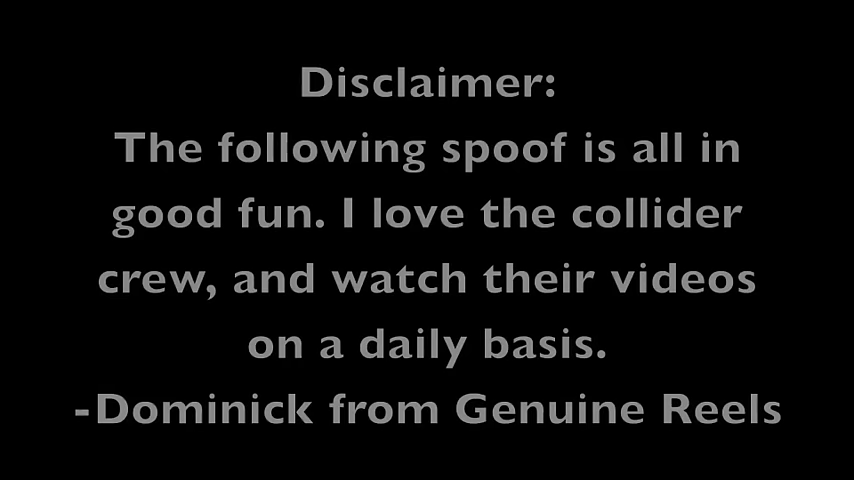 Disclaimer:
The following spoof is all in
good fun. I love the collider
crew, and watch their videos
on a daily basis.
-Dominick from Genuine Reels